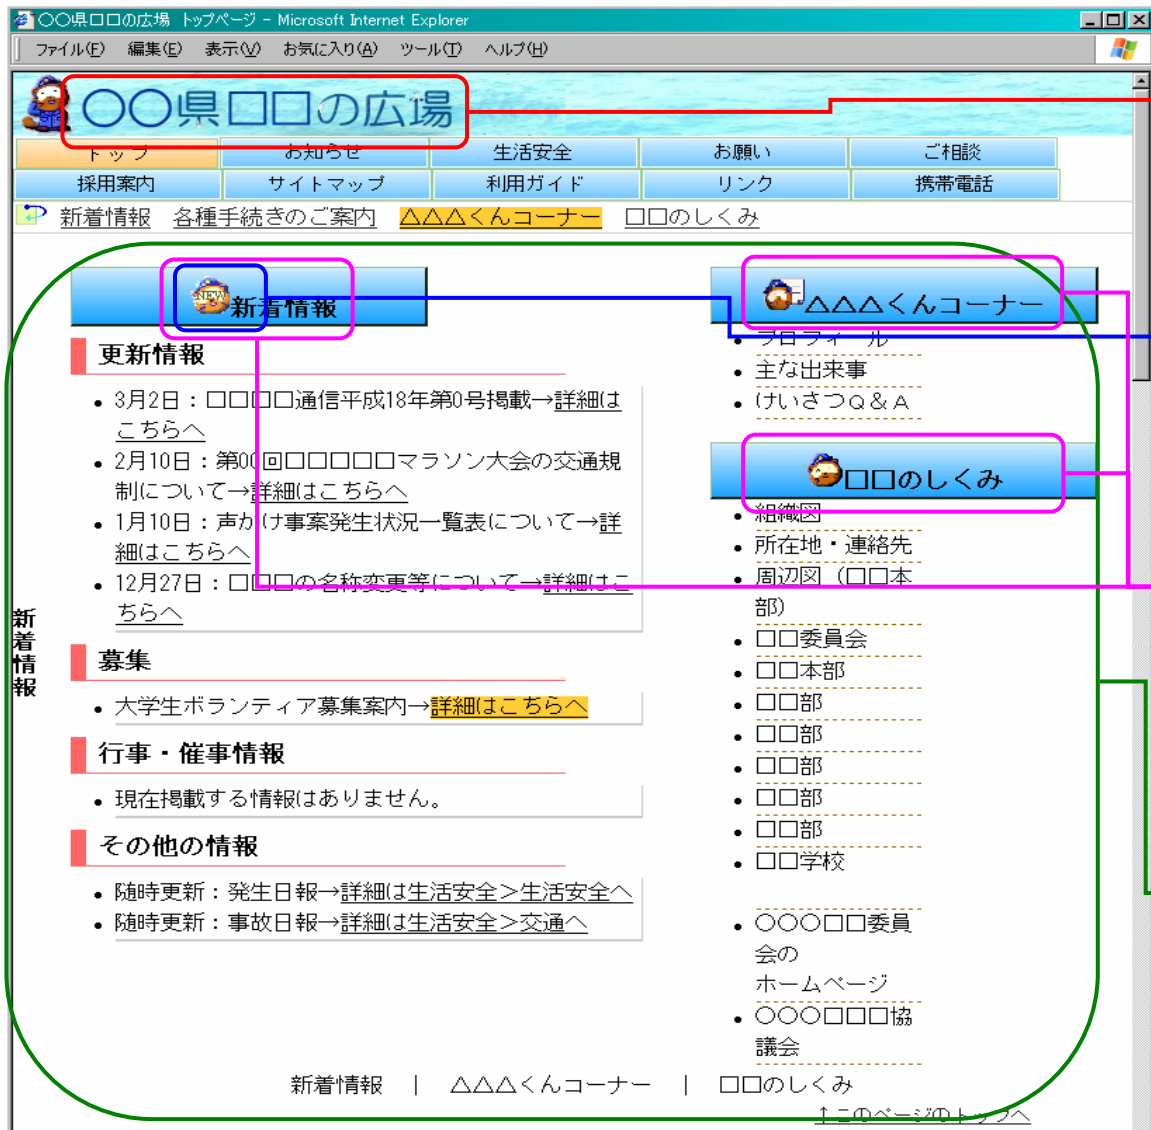 〇〇県□□の広場 トップページ - Microsoft Internet Explorer
ファイル(F) 編集(E) 表示(V) お気に入り(A) ツール(T) ヘルプ(H)
〇〇県□□の広場
トップ お知らせ 生活安全 お願い ご相談
採用案内 サイトマップ 利用ガイド リンク 携帯電話
新着情報 各種手続きのご案内 △△△くんコーナー □□のしくみ
NEW 新着情報
更新情報
・3月2日：□□□□通信平成18年第0号掲載→詳細は
こちらへ
・2月10日：第00回□□□□□マラソン大会の交通規
制について→詳細はこちらへ
・1月10日：声かけ事案発生状況一覧表について→詳
細はこちらへ
・12月27日：□□□の名称変更等について→詳細はこ
ちらへ
新着情報
募集
・大学生ボランティア募集案内→詳細はこちらへ
行事・催事情報
・現在掲載する情報はありません。
その他の情報
・随時更新：発生日報→詳細は生活安全＞生活安全へ
・随時更新：事故日報→詳細は生活安全＞交通へ
△△△くんコーナー
・プロフィール
・主な出来事
・けいさつＱ＆Ａ
□□のしくみ
・組織図
・所在地・連絡先
・周辺図（□□本
部）
・□□委員会
・□□本部
・□□部
・□□部
・□□部
・□□部
・□□部
・□□学校
・〇〇〇□□委員
会の
ホームページ
・〇〇〇□□□協
議会
新着情報 | △△△くんコーナー | □□のしくみ
↑このページのトップへ